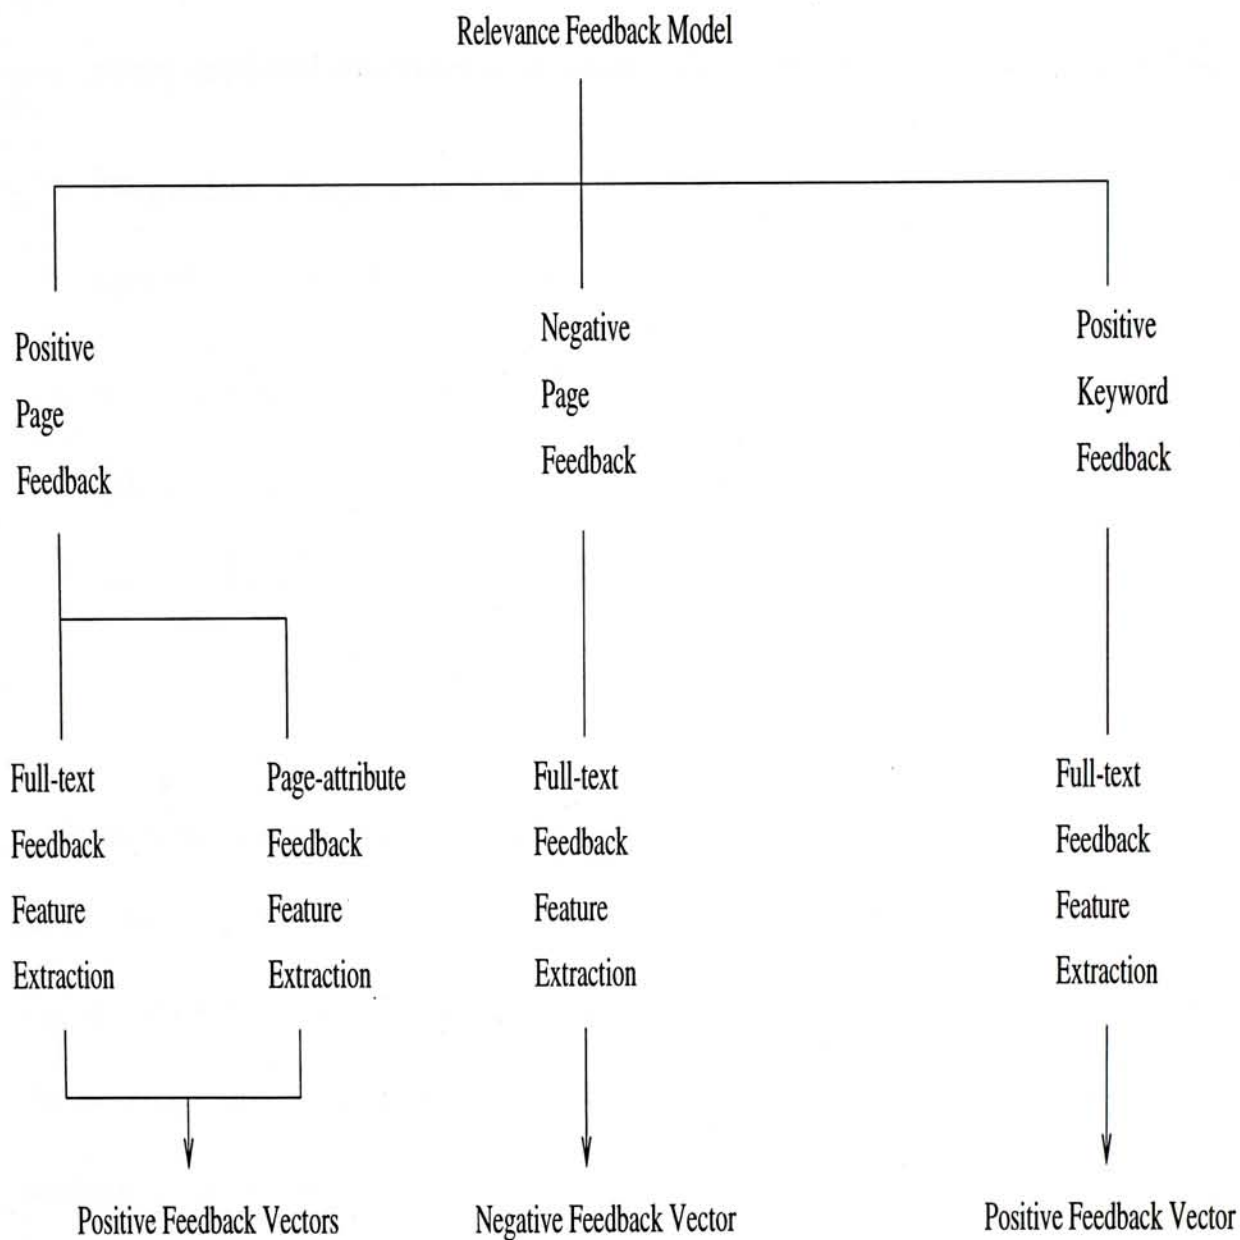 Relevance Feedback Model
Positive
Page
Feedback
Negative
Page
Feedback
Positive
Keyword
Feedback
Full-text
Feedback
Feature
Extraction
Page-attribute
Feedback
Feature
Extraction
Full-text
Feedback
Feature
Extraction
Full-text
Feedback
Feature
Extraction
Positive Feedback Vectors
Negative Feedback Vector
Positive Feedback Vector